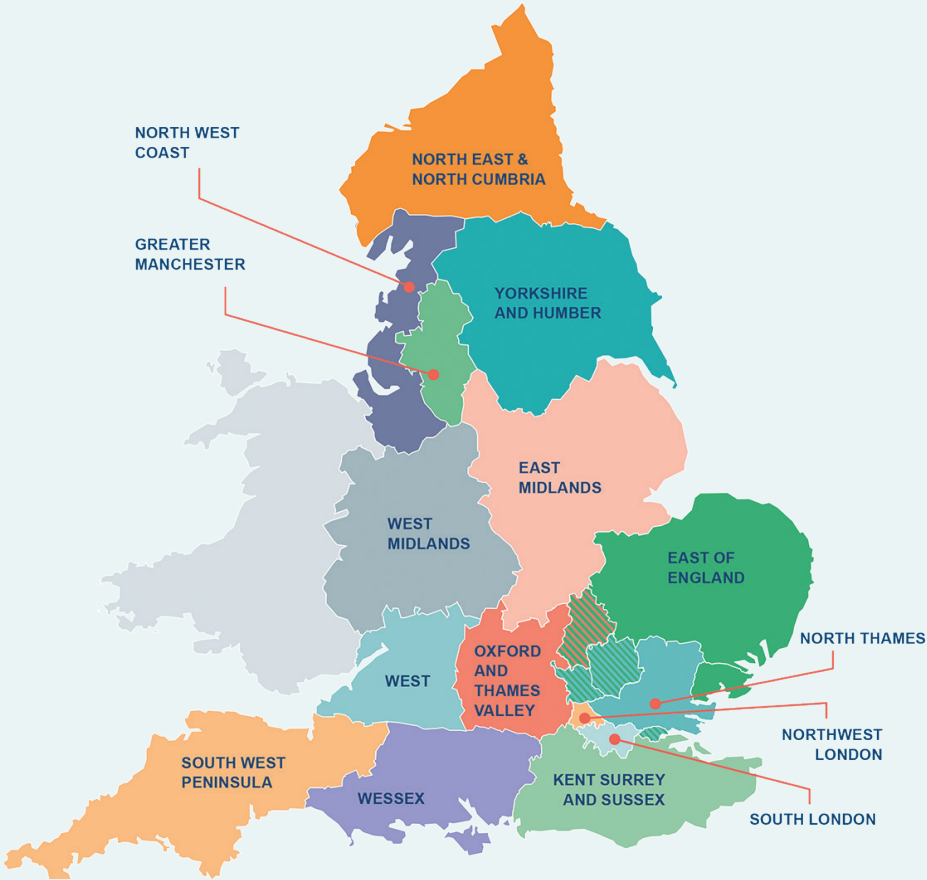 NORTH WEST
COAST
NORTH EAST &
NORTH CUMBRIA
GREATER
MANCHESTER
YORKSHIRE
AND HUMBER
EAST
MIDLANDS
WEST
MIDLANDS
EAST OF
ENGLAND
NORTH THAMES
OXFORD
AND
THAMES
VALLEY
WEST
NORTHWEST
LONDON
SOUTH WEST
PENINSULA
WESSEX
KENT SURREY
AND SUSSEX
SOUTH LONDON